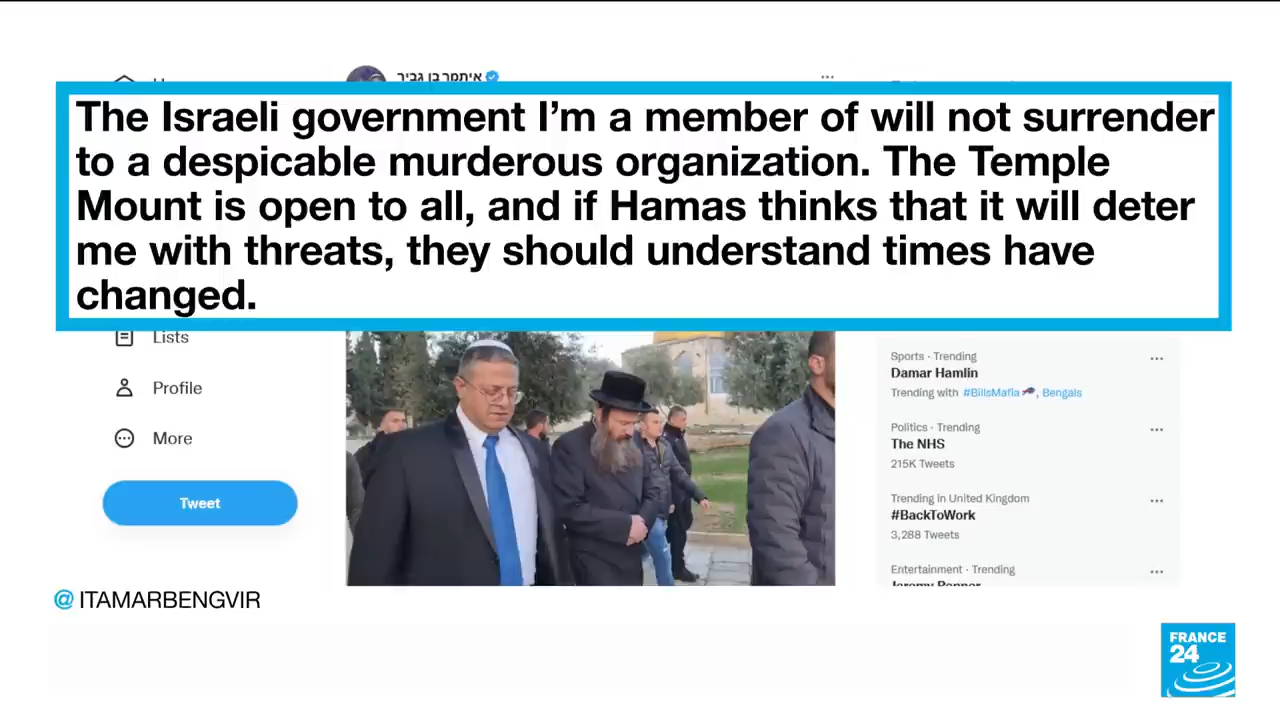 איתמר בן גביר
The Israeli government I'm a member of will not surrender
to a despicable murderous organization. The Temple
Mount is open to all, and if Hamas thinks that it will deter
me with threats, they should understand times have
changed.
Lists
Profile
More
Tweet
Sports · Trending
Damar Hamlin
Trending with #BillsMafia, Bengals
Politics · Trending
The NHS
215K Tweets
Trending in United Kingdom
#BackToWork
3,288 Tweets
Entertainment · Trending
@ITAMARBENGVIR
FRANCE
24